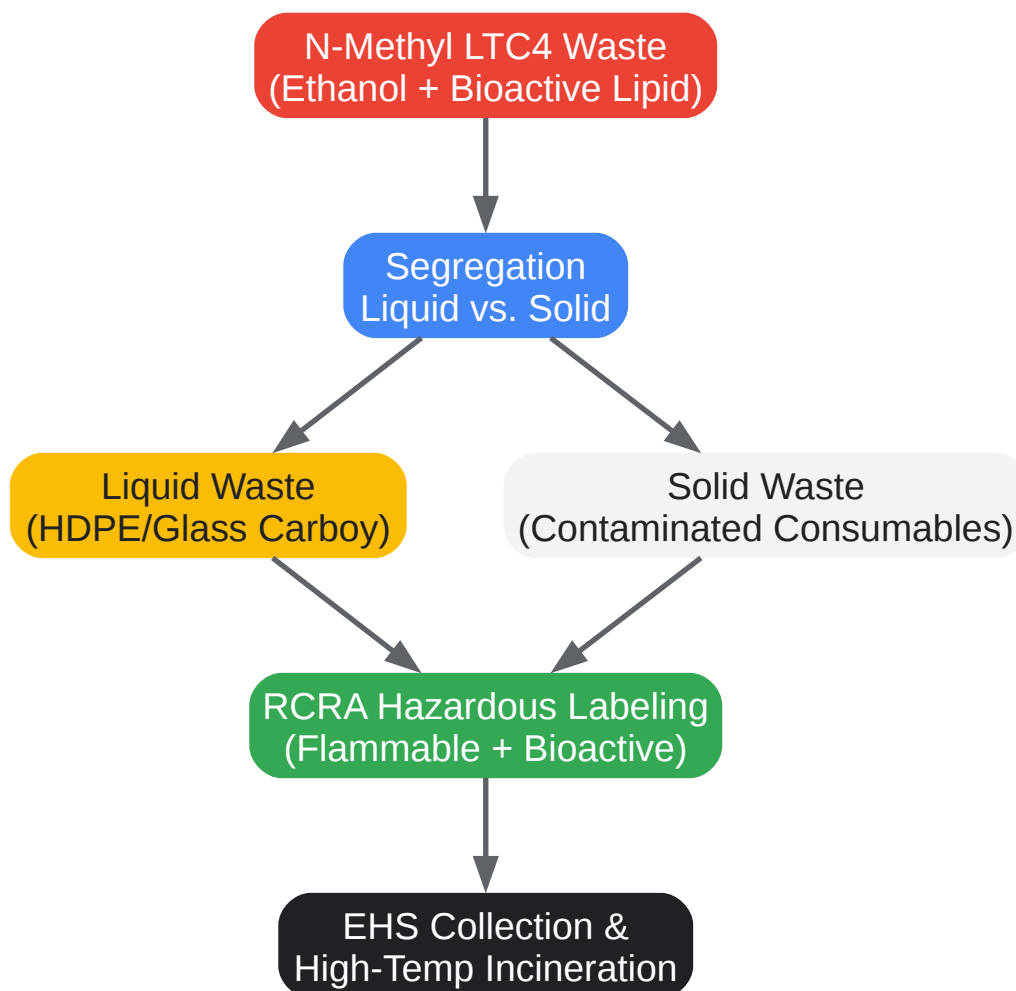 N-Methyl LTC4 Waste
(Ethanol + Bioactive Lipid)
Segregation
Liquid vs. Solid
Liquid Waste
(HDPE/Glass Carboy)
Solid Waste
(Contaminated Consumables)
RCRA Hazardous Labeling
(Flammable + Bioactive)
EHS Collection &
High-Temp Incineration